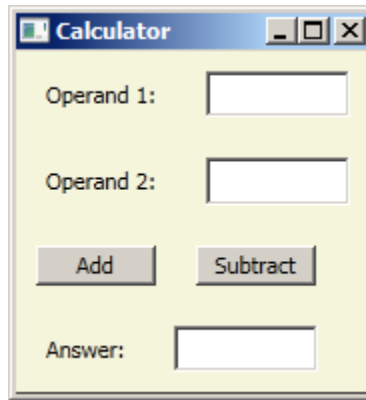 Calculator
Operand 1:
Operand 2:
Add Subtract
Answer: